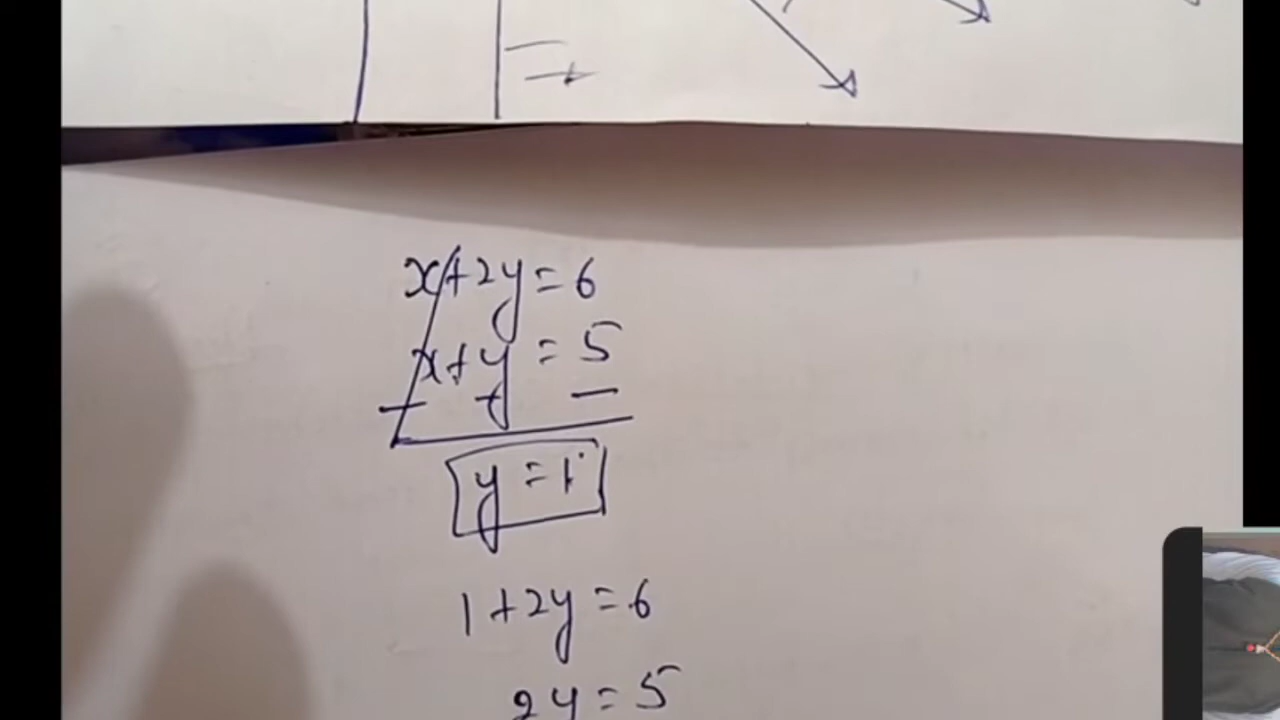 x+2y=6
x+y=5
- + -
y=1
1+2y=6
2y=5